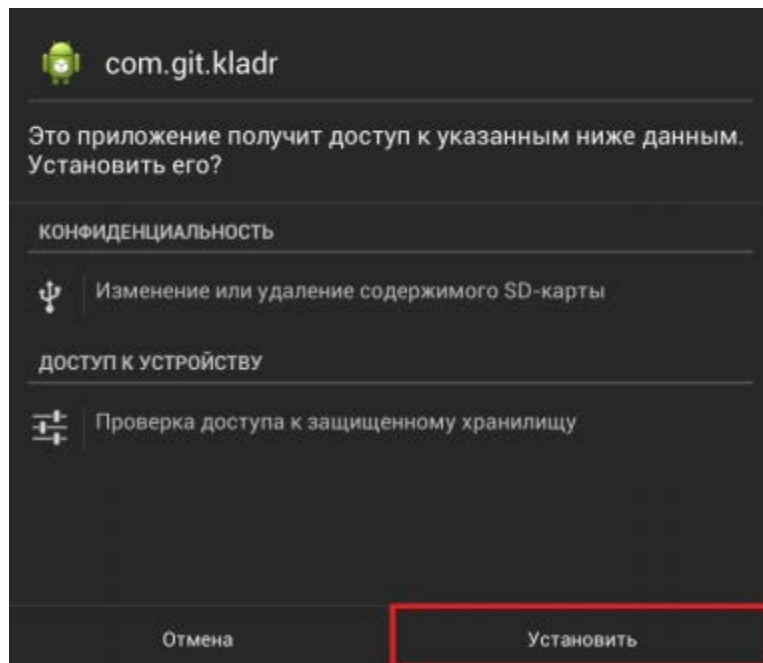 com.git.kladr
Это приложение получит доступ к указанным ниже данным.
Установить его?
КОНФИДЕНЦИАЛЬНОСТЬ
Изменение или удаление содержимого SD-карты
ДОСТУП К УСТРОЙСТВУ
Проверка доступа к защищенному хранилищу
Отмена
Установить